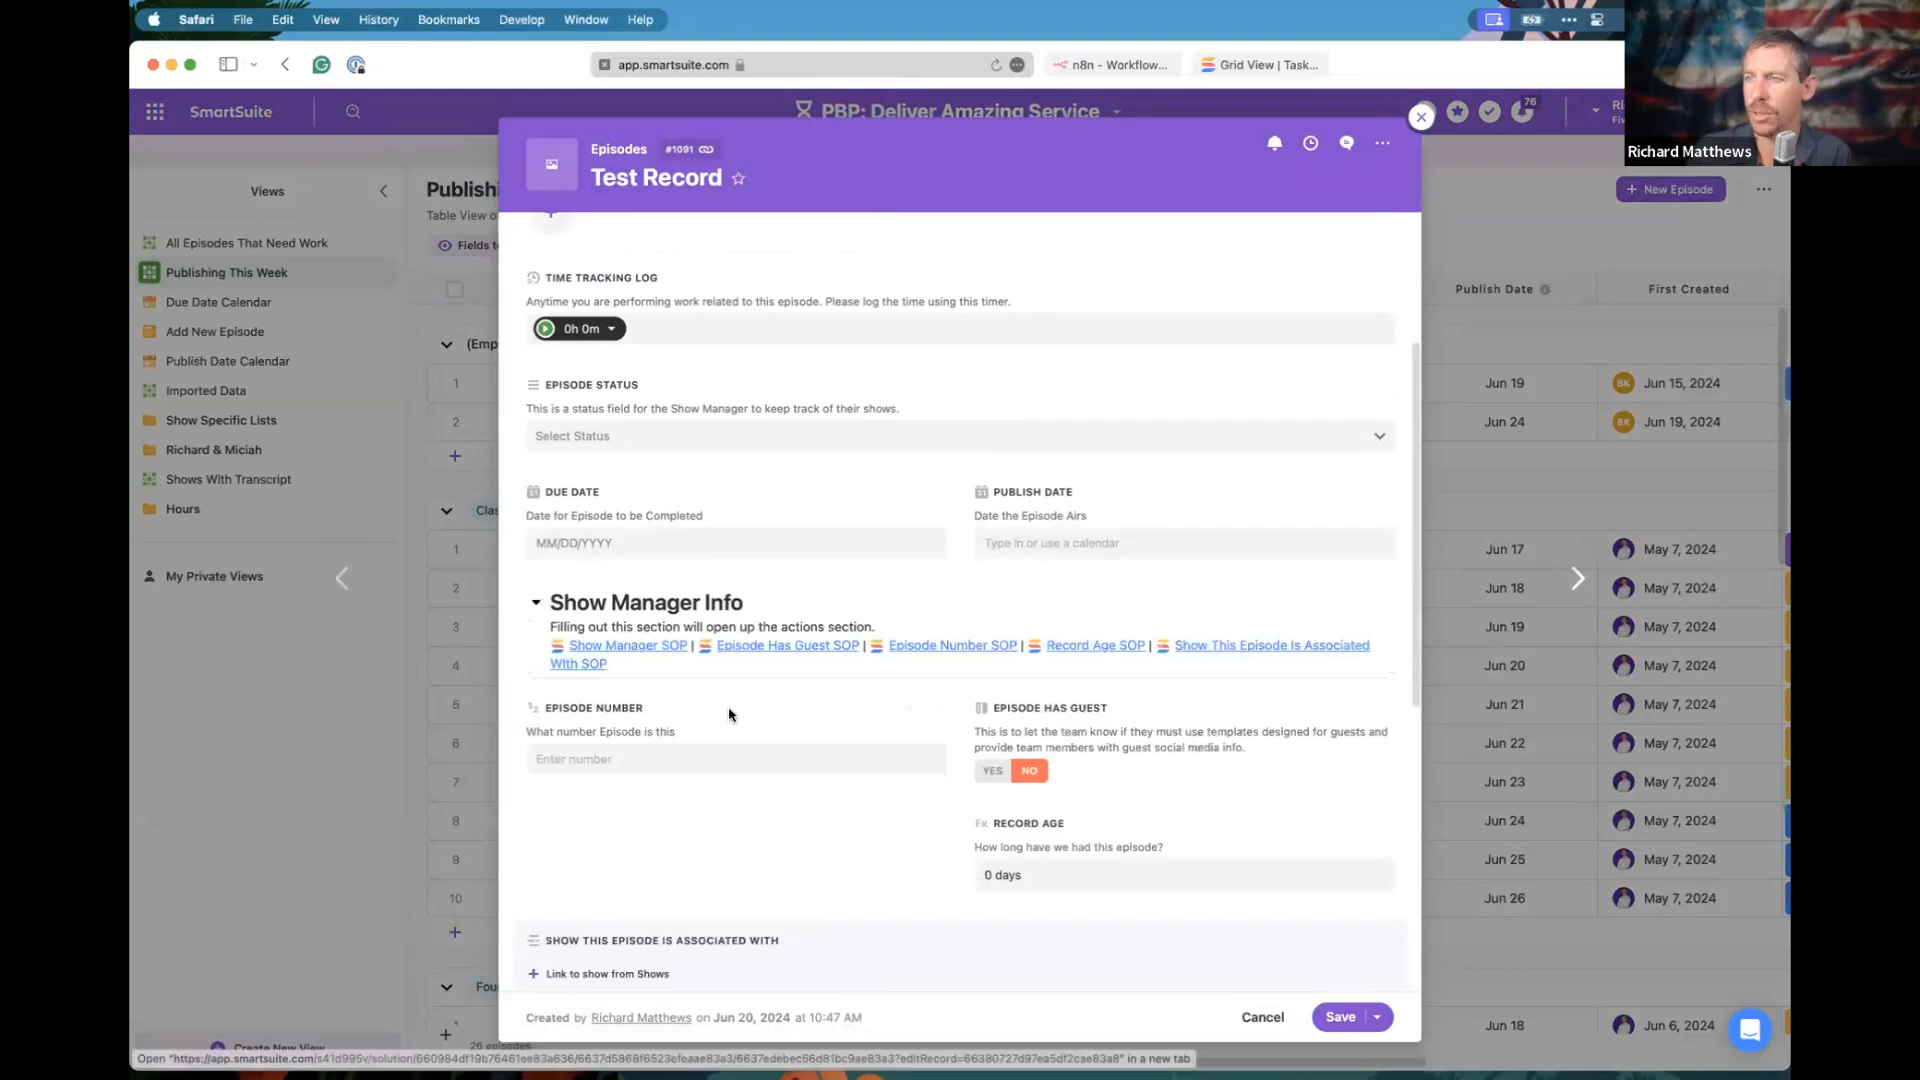 Safari File Edit View History Bookmarks Develop Window Help
app.smartsuite.com
n8n - Workflow...
Grid View | Task...
SmartSuite
PBP: Deliver Amazing Service
76
Richard Matthews
Views
All Episodes That Need Work
Publishing This Week
Due Date Calendar
Add New Episode
Publish Date Calendar
Imported Data
Show Specific Lists
Richard & Miciah
Shows With Transcript
Hours
My Private Views
Create New View
Publishi
Table View o
Fields t
(Emp
1
2
Clas
1
2
3
4
5
6
7
8
9
10
Fou
26 episodes
Episodes #1091
Test Record
TIME TRACKING LOG
Anytime you are performing work related to this episode. Please log the time using this timer.
0h 0m
EPISODE STATUS
This is a status field for the Show Manager to keep track of their shows.
Select Status
DUE DATE
Date for Episode to be Completed
MM/DD/YYYY
PUBLISH DATE
Date the Episode Airs
Type in or use a calendar
Show Manager Info
Filling out this section will open up the actions section.
Show Manager SOP | Episode Has Guest SOP | Episode Number SOP | Record Age SOP | Show This Episode Is Associated
With SOP
EPISODE NUMBER
What number Episode is this
Enter number
EPISODE HAS GUEST
This is to let the team know if they must use templates designed for guests and
provide team members with guest social media info.
YES NO
RECORD AGE
How long have we had this episode?
0 days
SHOW THIS EPISODE IS ASSOCIATED WITH
Link to show from Shows
Created by Richard Matthews on Jun 20, 2024 at 10:47 AM
Cancel
Save
New Episode
Publish Date First Created
Jun 19 BK Jun 15, 2024
Jun 24 BK Jun 19, 2024
Jun 17 May 7, 2024
Jun 18 May 7, 2024
Jun 19 May 7, 2024
Jun 20 May 7, 2024
Jun 21 May 7, 2024
Jun 22 May 7, 2024
Jun 23 May 7, 2024
Jun 24 May 7, 2024
Jun 25 May 7, 2024
Jun 26 May 7, 2024
Jun 18 Jun 6, 2024